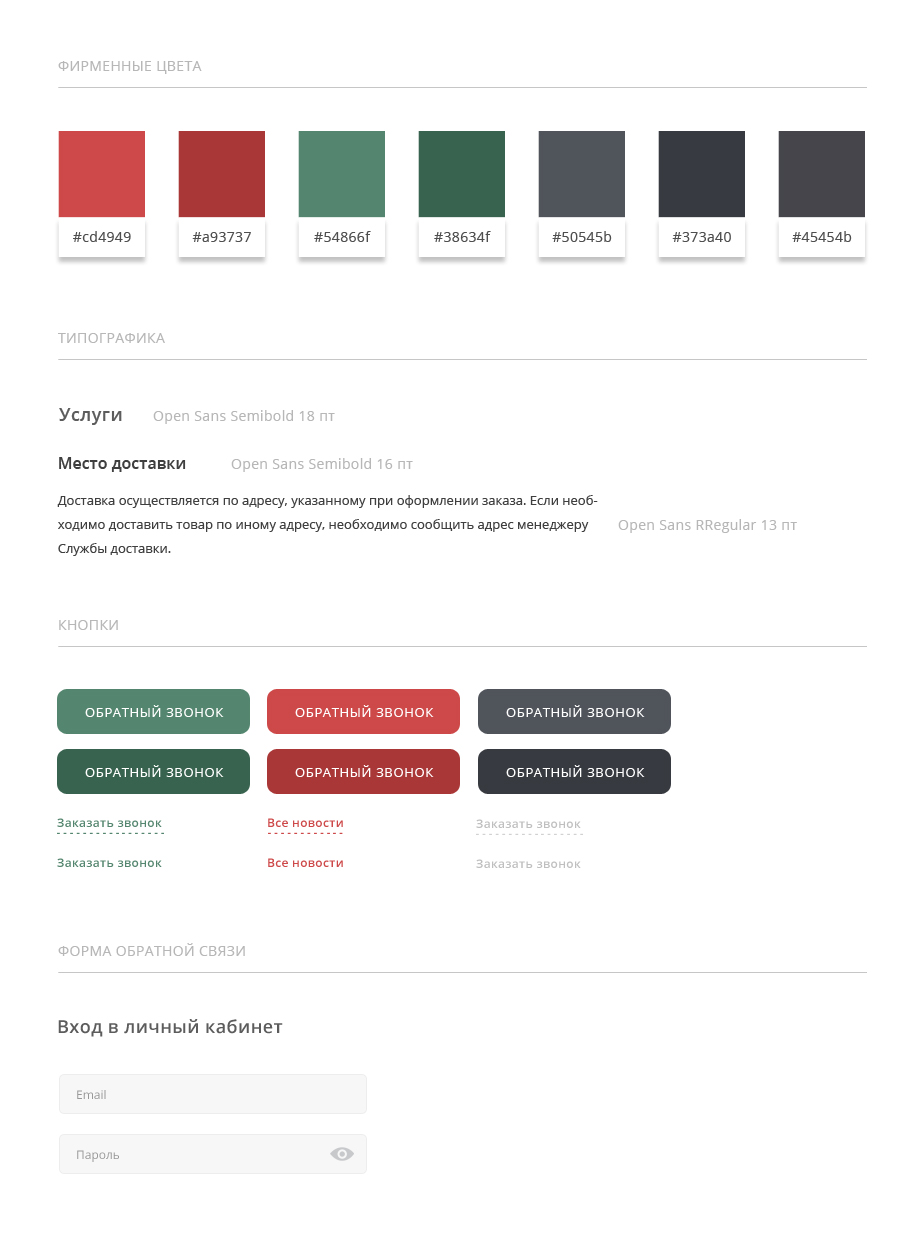 ФИРМЕННЫЕ ЦВЕТА
#cd4949 #a93737 #54866f #38634f #50545b #373a40 #45454b
ТИПОГРАФИКА
Услуги Open Sans Semibold 18 пт
Место доставки Open Sans Semibold 16 пт
Доставка осуществляется по адресу, указанному при оформлении заказа. Если необ-
ходимо доставить товар по иному адресу, необходимо сообщить адрес менеджеру
Службы доставки.
Open Sans RRegular 13 пт
КНОПКИ
ОБРАТНЫЙ ЗВОНОК ОБРАТНЫЙ ЗВОНОК ОБРАТНЫЙ ЗВОНОК
ОБРАТНЫЙ ЗВОНОК ОБРАТНЫЙ ЗВОНОК ОБРАТНЫЙ ЗВОНОК
Заказать звонок Все новости Заказать звонок
Заказать звонок Все новости Заказать звонок
ФОРМА ОБРАТНОЙ СВЯЗИ
Вход в личный кабинет
Email
Пароль